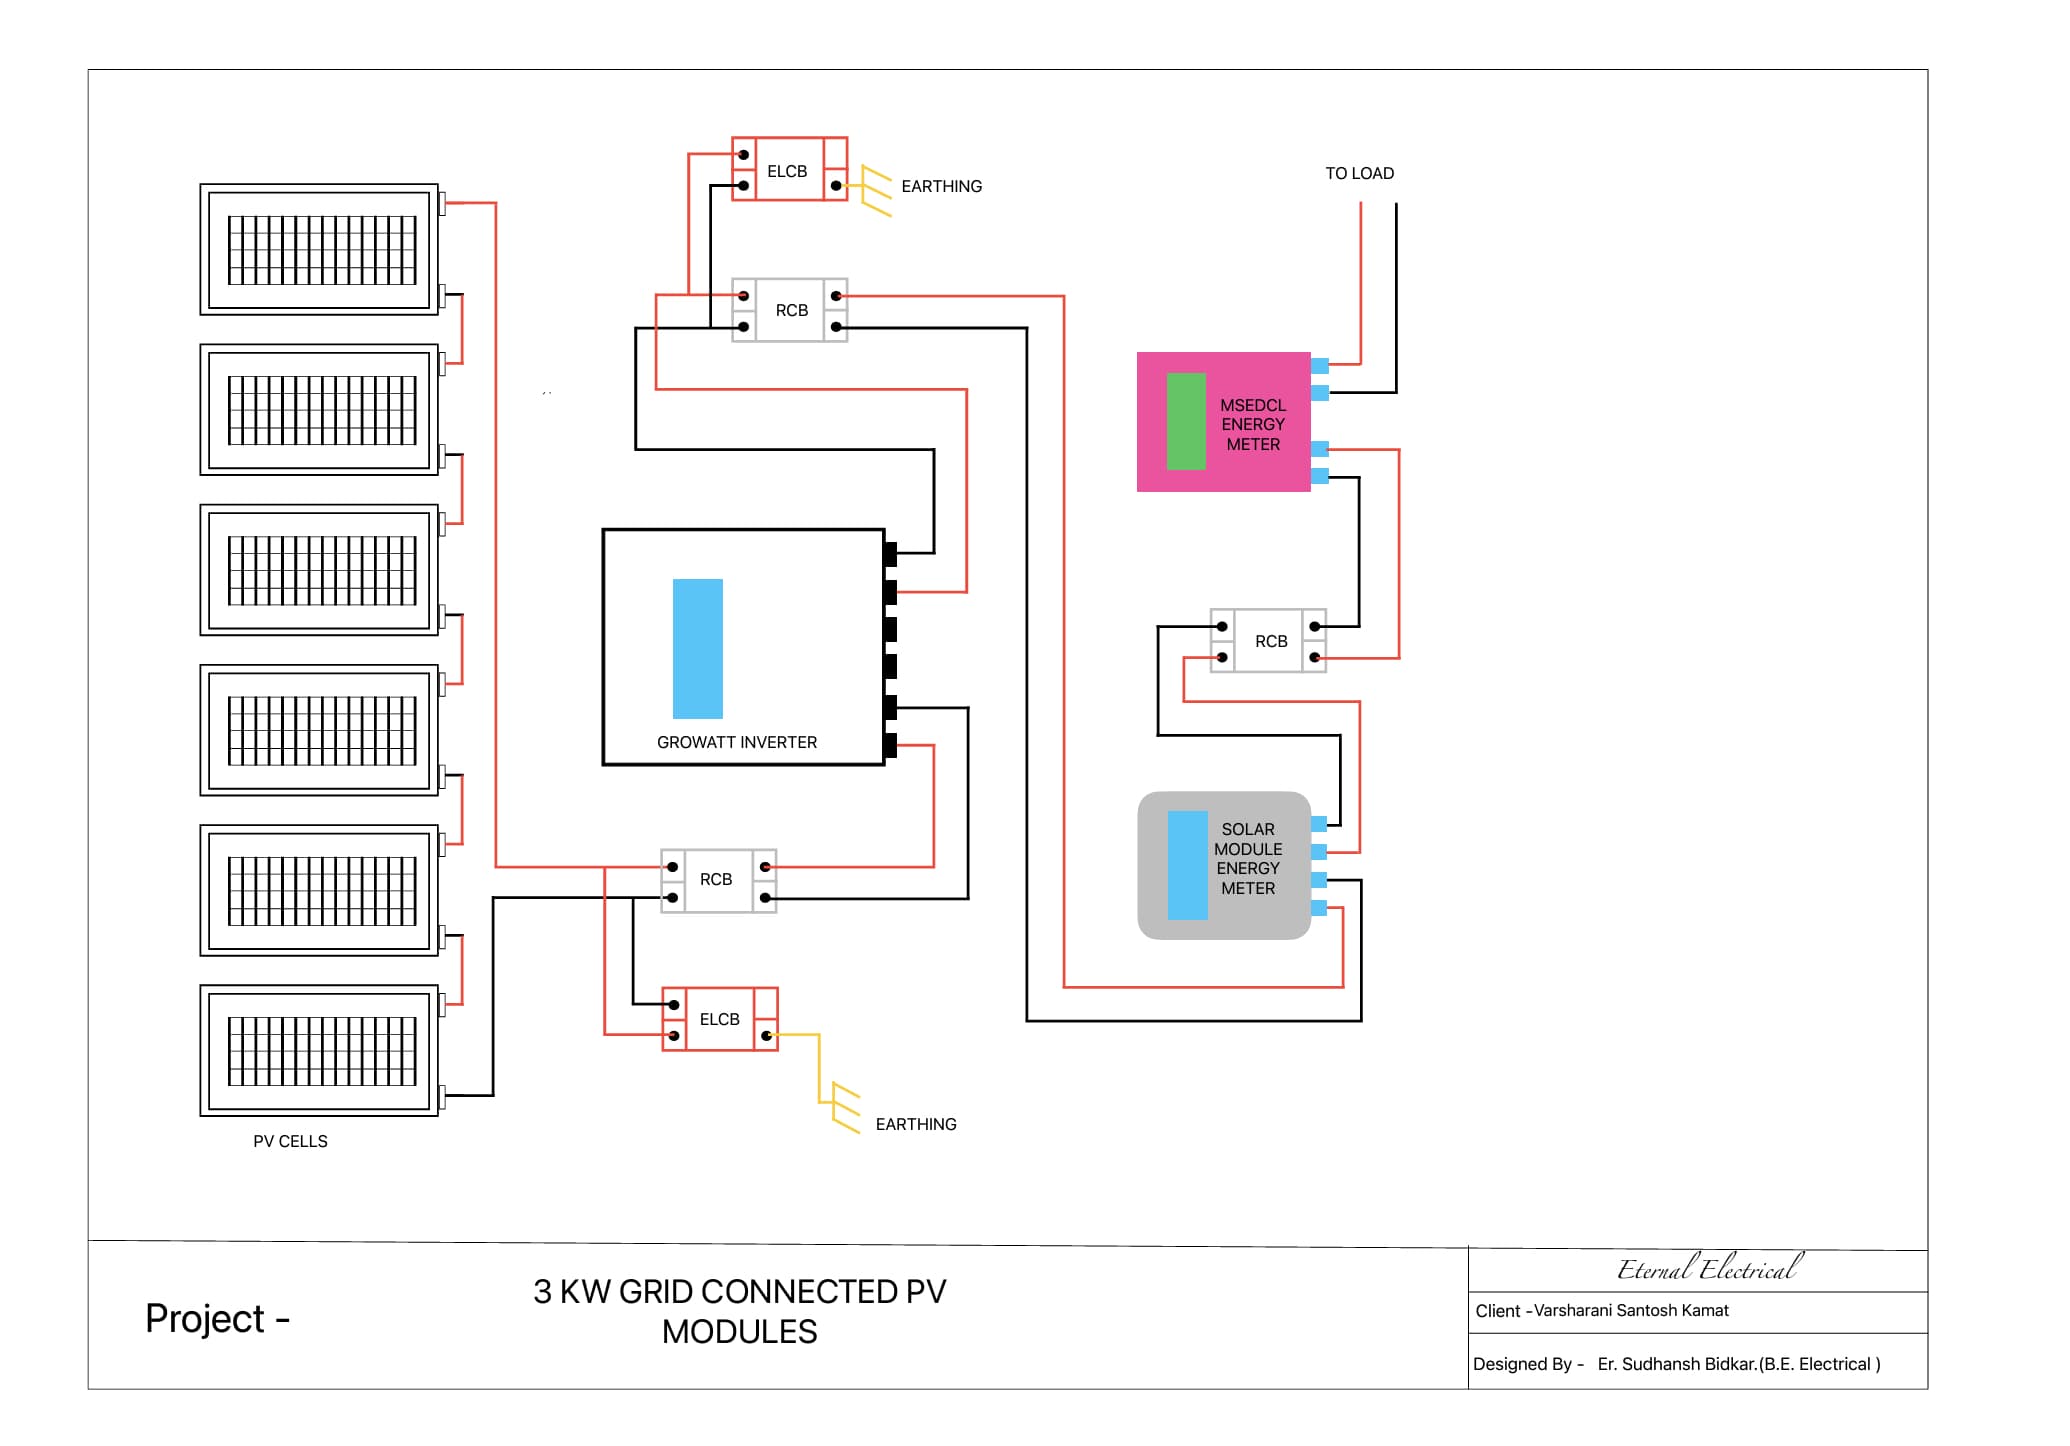 ELCB
EARTHING
TO LOAD
RCB
MSEDCL
ENERGY
METER
RCB
GROWATT INVERTER
SOLAR
MODULE
ENERGY
METER
RCB
ELCB
EARTHING
PV CELLS
Project -
3 KW GRID CONNECTED PV
MODULES
Eternal Electrical
Client -Varsharani Santosh Kamat
Designed By - Er. Sudhansh Bidkar.(B.E. Electrical )